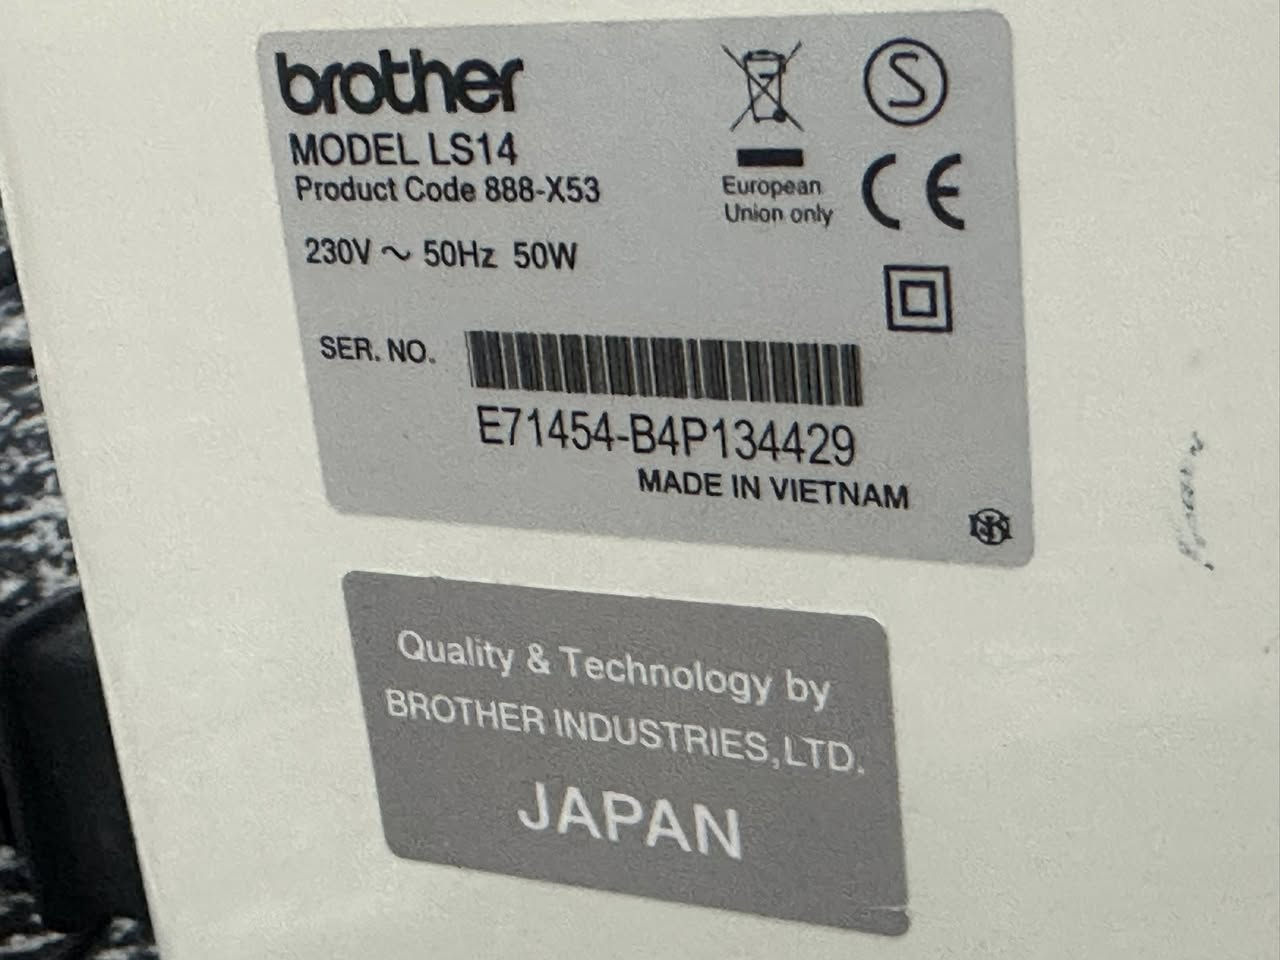 brother
MODEL LS14
Product Code 888-X53
230V ~ 50Hz 50W
European
Union only
S
CE
SER. NO.
E71454-B4P134429
MADE IN VIETNAM
Quality & Technology by
BROTHER INDUSTRIES,LTD.
JAPAN